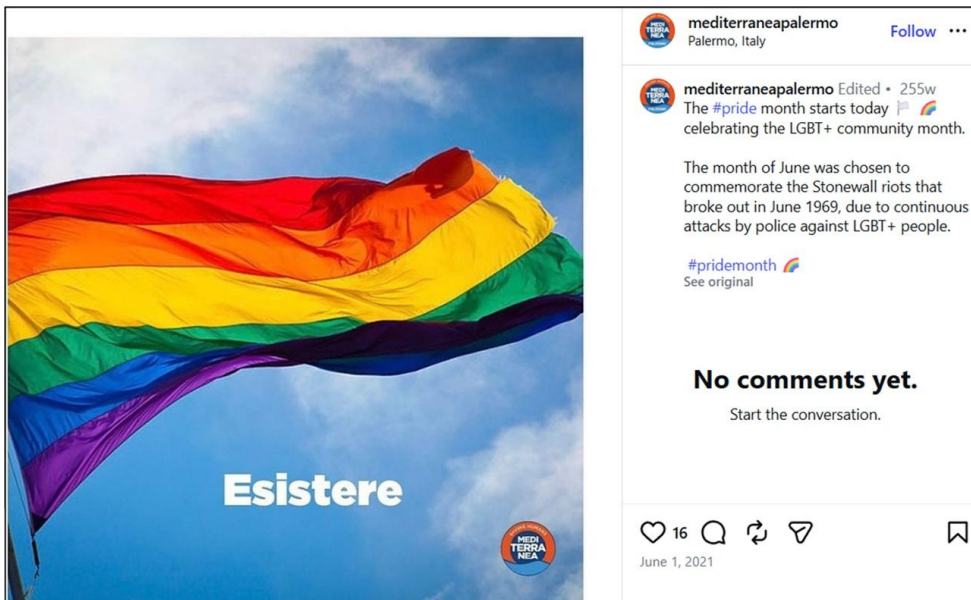 Esistere
SAVING HUMANS
MEDI
TERRA
NEA
mediterraneapalermo
Palermo, Italy
Follow
mediterraneapalermo Edited • 255w
The #pride month starts today 🏳️ 🌈
celebrating the LGBT+ community month.
The month of June was chosen to
commemorate the Stonewall riots that
broke out in June 1969, due to continuous
attacks by police against LGBT+ people.
#pridemonth 🌈
See original
No comments yet.
Start the conversation.
16
June 1, 2021